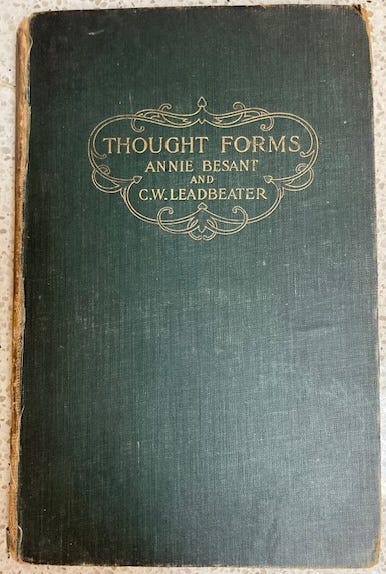 THOUGHT FORMS
ANNIE BESANT
AND
C.W. LEADBEATER